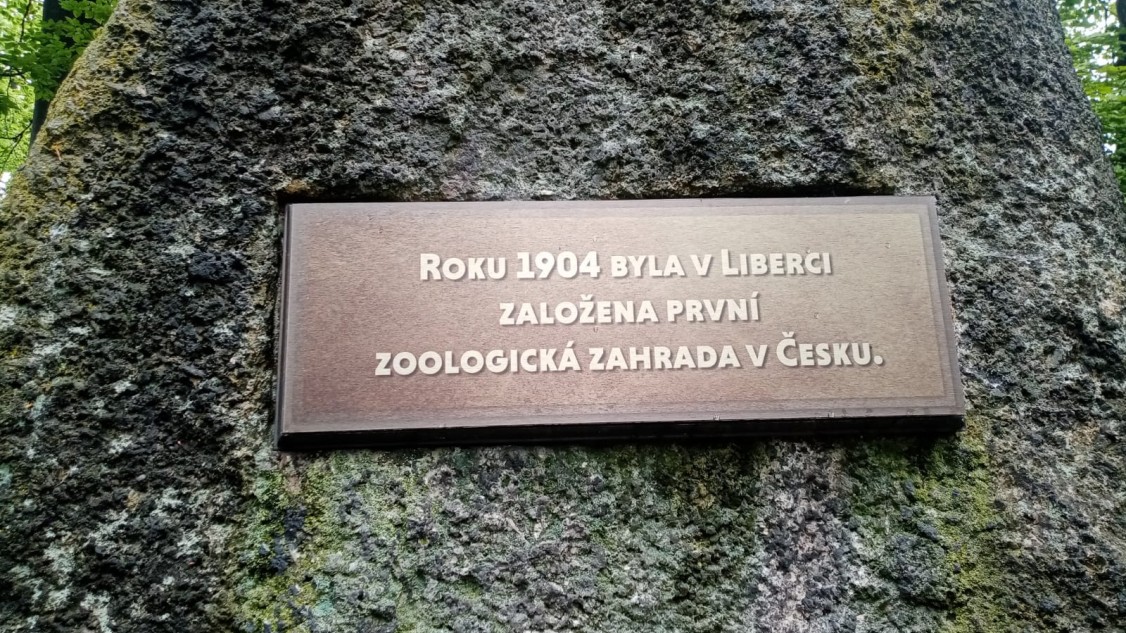 Roku 1904 byla v Liberci
založena první
zoologická zahrada v Česku.